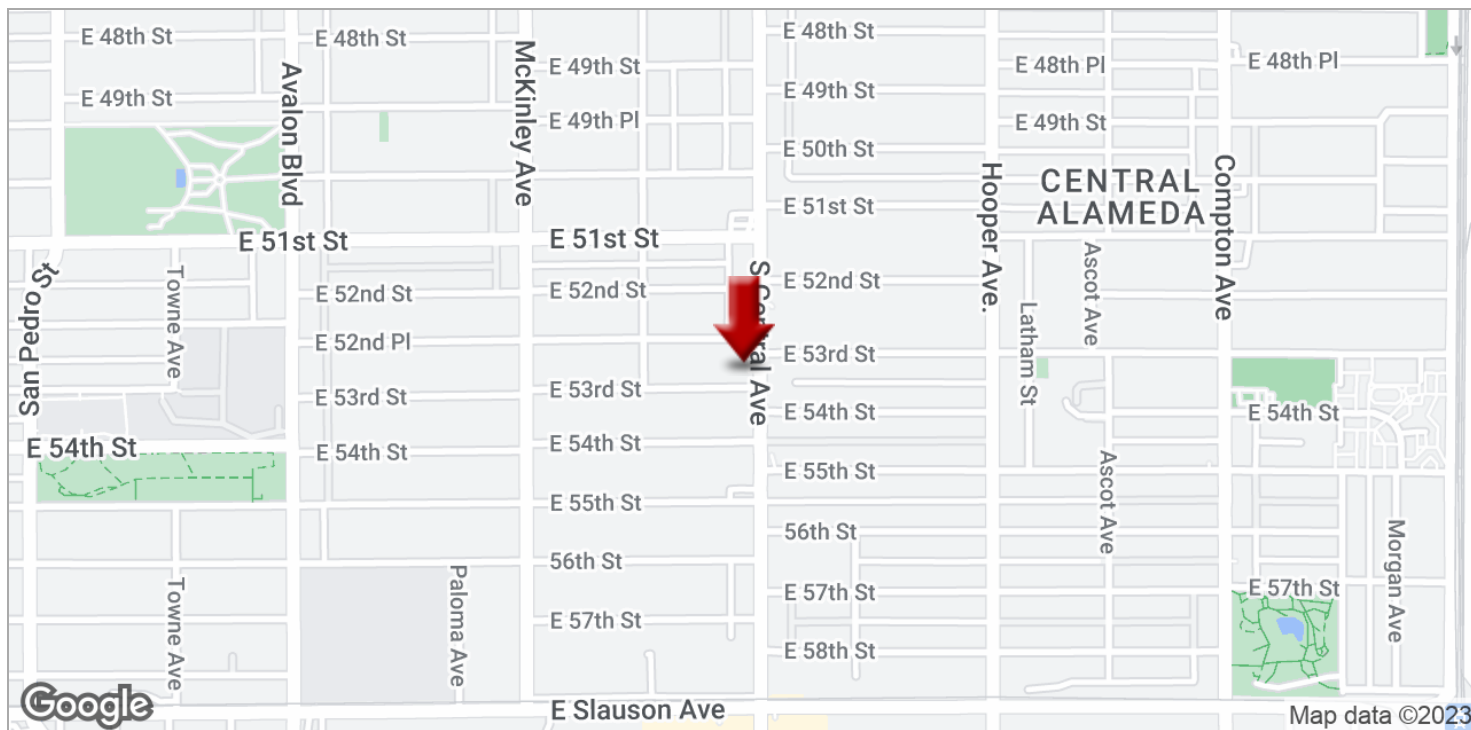 E 48th St
E 48th St
E 48th St
E 49th St
E 48th Pl
E 48th Pl
E 49th St
E 49th St
E 49th Pl
E 49th St
E 50th St
Avalon Blvd
McKinley Ave
Hooper Ave.
CENTRAL
ALAMEDA
Compton Ave
E 51st St
E 51st St
E 51st St
San Pedro St
Towne Ave
E 52nd St
E 52nd St
E 52nd St
S Central Ave
Ascot Ave
Latham St
E 52nd Pl
E 53rd St
E 53rd St
E 53rd St
E 54th St
E 54th St
E 54th St
E 54th St
E 54th St
E 55th St
E 55th St
Ascot Ave
56th St
56th St
Morgan Ave
Towne Ave
Paloma Ave
E 57th St
E 57th St
E 57th St
E 58th St
Google
E Slauson Ave
Map data ©2023